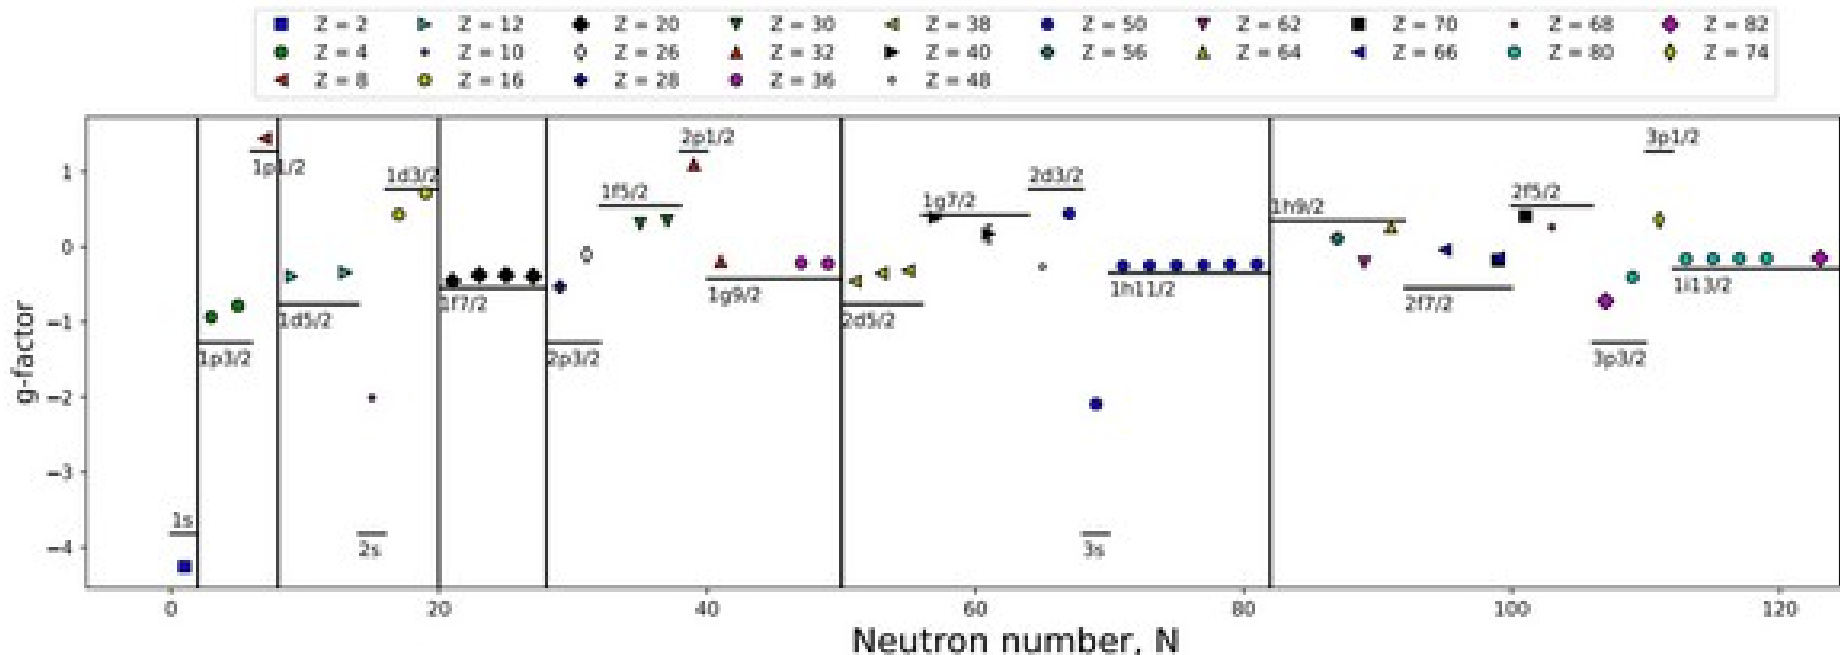 Z = 2 Z = 12 Z = 20 Z = 30 Z = 38 Z = 50 Z = 62 Z = 70 Z = 68 Z = 82
Z = 4 Z = 10 Z = 26 Z = 32 Z = 40 Z = 56 Z = 64 Z = 66 Z = 80 Z = 74
Z = 8 Z = 16 Z = 28 Z = 36 Z = 48
g-factor
1
0
−1
−2
−3
−4
1s
1p3/2
1p1/2
1d5/2
2s
1d3/2
1f7/2
2p3/2
1f5/2
2p1/2
1g9/2
2d5/2
1g7/2
2d3/2
3s
1h11/2
1h9/2
2f7/2
2f5/2
3p3/2
3p1/2
1i13/2
0 20 40 60 80 100 120
Neutron number, N